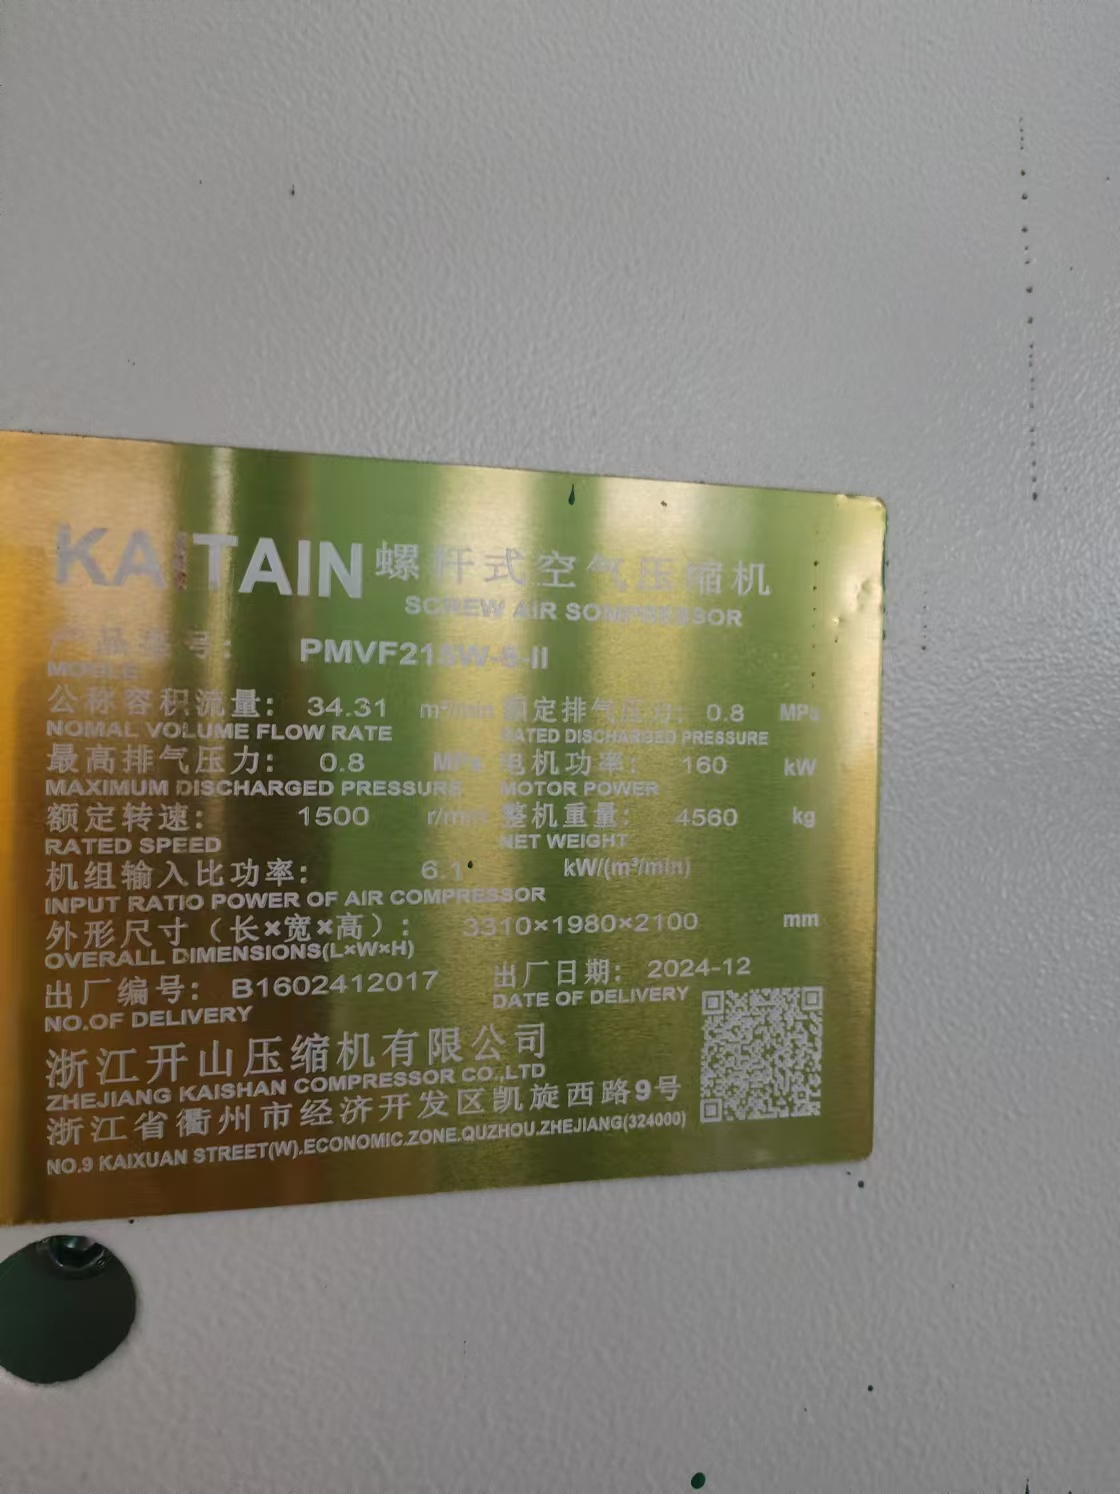 KAITAIN 螺杆式空气压缩机
SCREW AIR SOMPRESSOR
产品型号： PMVF215W-8-II
MODILE
公称容积流量： 34.31 m³/min 额定排气压力： 0.8 MPa
NOMAL VOLUME FLOW RATE RATED DISCHARGED PRESSURE
最高排气压力： 0.8 MPa 电机功率： 160 kW
MAXIMUM DISCHARGED PRESSURE MOTOR POWER
额定转速： 1500 r/min 整机重量： 4560 kg
RATED SPEED NET WEIGHT
机组输入比功率： 6.1 kW/(m³/min)
INPUT RATIO POWER OF AIR COMPRESSOR
外形尺寸（长×宽×高）： 3310×1980×2100 mm
OVERALL DIMENSIONS(L×W×H)
出厂编号： B1602412017 出厂日期： 2024-12
NO.OF DELIVERY DATE OF DELIVERY
浙江开山压缩机有限公司
ZHEJIANG KAISHAN COMPRESSOR CO.,LTD
浙江省衢州市经济开发区凯旋西路9号
NO.9 KAIXUAN STREET(W).ECONOMIC.ZONE.QUZHOU.ZHEJIANG(324000)